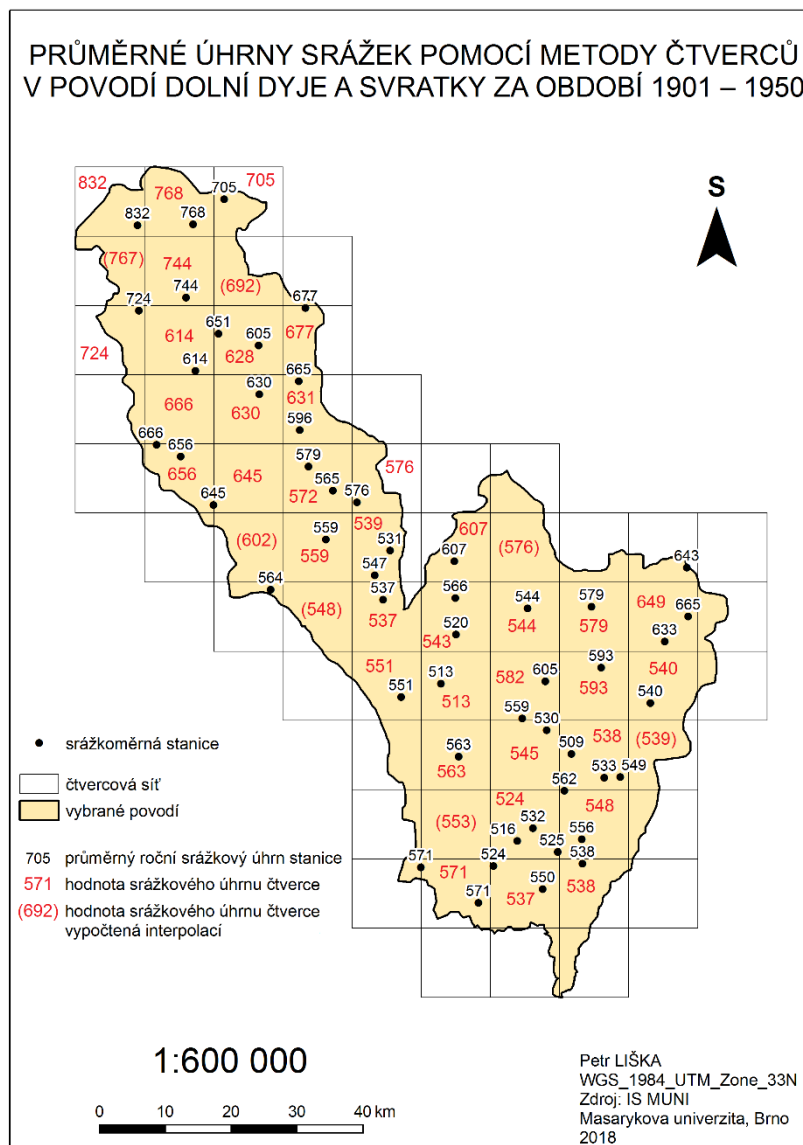 PRŮMĚRNÉ ÚHRNY SRÁŽEK POMOCÍ METODY ČTVERCŮ
V POVODÍ DOLNÍ DYJE A SVRATKY ZA OBDOBÍ 1901 – 1950
832 768 705 705
832 768
S
(767) 744 (692)
744 677
724 651
614 605 677
724 628
614 665
666 630 630 631
596
666 656 579 576
656 645 565
572 576
645 539 607 (576)
(602) 559 531 607
559 547 643
564 537 566 544 579 649
(548) 537 665
544 579
520 633
543
551 513 582 605 593 540
551 513 593 540
559 530
538 (539)
563 545 509
563 533 549
562
524 548
(553) 516 532 556
525
571 571 524 538
571 537 550 538
srážkoměrná stanice
čtvercová síť
vybrané povodí
705 průměrný roční srážkový úhrn stanice
571 hodnota srážkového úhrnu čtverce
(692) hodnota srážkového úhrnu čtverce
vypočtená interpolací
1:600 000
0 10 20 30 40 km
Petr LIŠKA
WGS_1984_UTM_Zone_33N
Zdroj: IS MUNI
Masarykova univerzita, Brno
2018